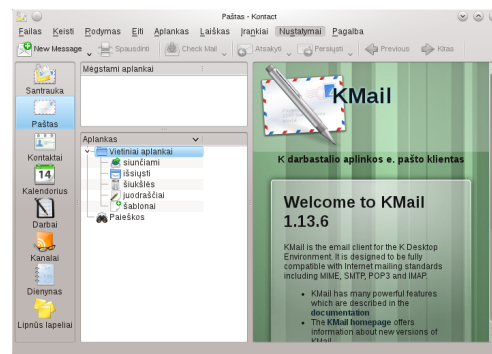 Paštas - Kontact
Failas Keisti Rodymas Eiti Aplankas Laiškas Įrankiai Nustatymai Pagalba
New Message Spausdinti Check Mail Atsakyti Persiųsti Previous Kitas
Santrauka
Paštas
Kontaktai
14
Kalendorius
Darbai
Kanalai
Dienynas
Lipnūs lapeliai
Mėgstami aplankai
Aplankas
Vietiniai aplankai
siunčiami
išsiųsti
šiukšlės
juodraščiai
šablonai
Paieškos
KMail
K darbastalio aplinkos e. pašto klientas
Welcome to KMail
1.13.6
KMail is the email client for the K Desktop
Environment. It is designed to be fully
compatible with Internet mailing standards
including MIME, SMTP, POP3 and IMAP.
• KMail has many powerful features
which are described in the
documentation
• The KMail homepage offers
information about new versions of
KMail